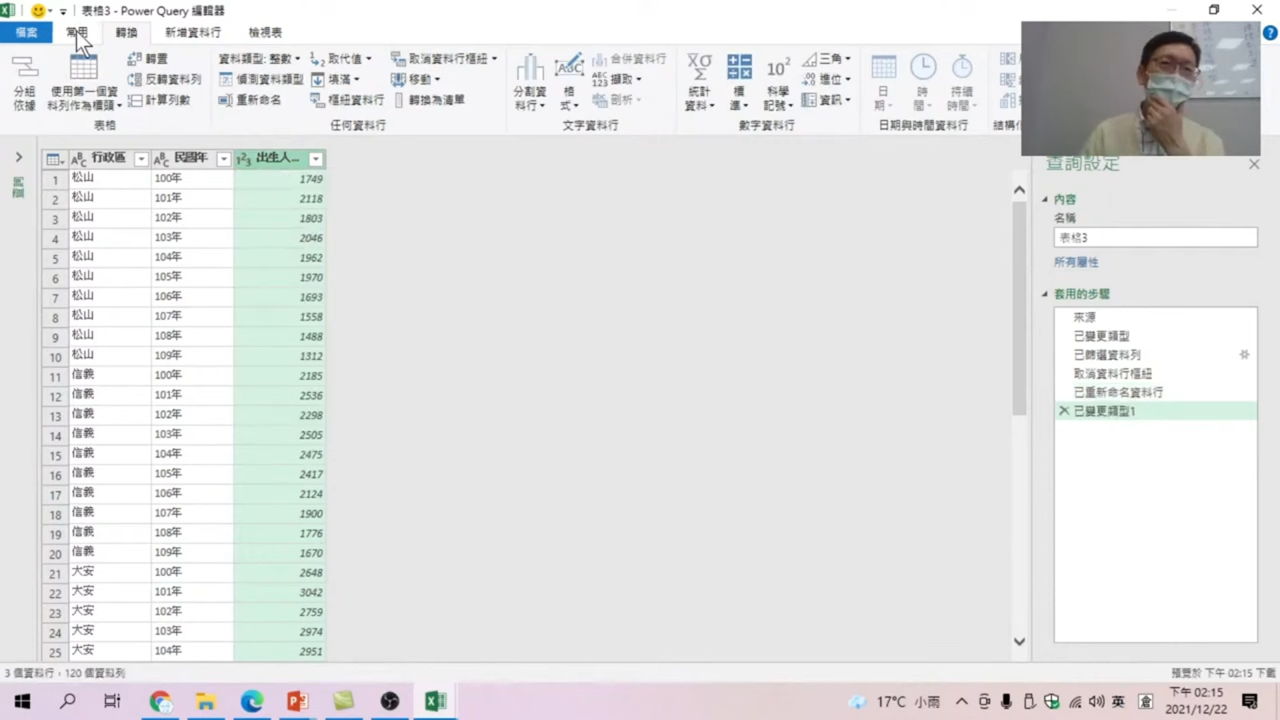 表格3 - Power Query 編輯器
檔案 常用 轉換 新增資料行 檢視表
分組依據
使用第一個資料列作為標頭
轉置
反轉資料列
計算列數
表格
資料類型: 整數
偵測資料類型
重新命名
取代值
填滿
樞紐資料行
取消資料行樞紐
移動
轉換為清單
任何資料行
分割資料行
格式
合併資料行
擷取
剖析
文字資料行
統計資料
標準
科學記號
三角
進位
資訊
數字資料行
日期
時間
持續時間
日期與時間資料行
結構化
行政區 民國年 出生人...
1 松山 100年 1749
2 松山 101年 2118
3 松山 102年 1803
4 松山 103年 2046
5 松山 104年 1962
6 松山 105年 1970
7 松山 106年 1693
8 松山 107年 1558
9 松山 108年 1488
10 松山 109年 1312
11 信義 100年 2185
12 信義 101年 2536
13 信義 102年 2298
14 信義 103年 2505
15 信義 104年 2475
16 信義 105年 2417
17 信義 106年 2124
18 信義 107年 1900
19 信義 108年 1776
20 信義 109年 1670
21 大安 100年 2648
22 大安 101年 3042
23 大安 102年 2759
24 大安 103年 2974
25 大安 104年 2951
查詢設定
內容
名稱
表格3
所有屬性
套用的步驟
來源
已變更類型
已篩選資料列
取消資料行樞紐
已重新命名資料行
已變更類型1
3 個資料行，120 個資料列
預覽於 下午 02:15 下載
17°C 小雨
英
下午 02:15
2021/12/22